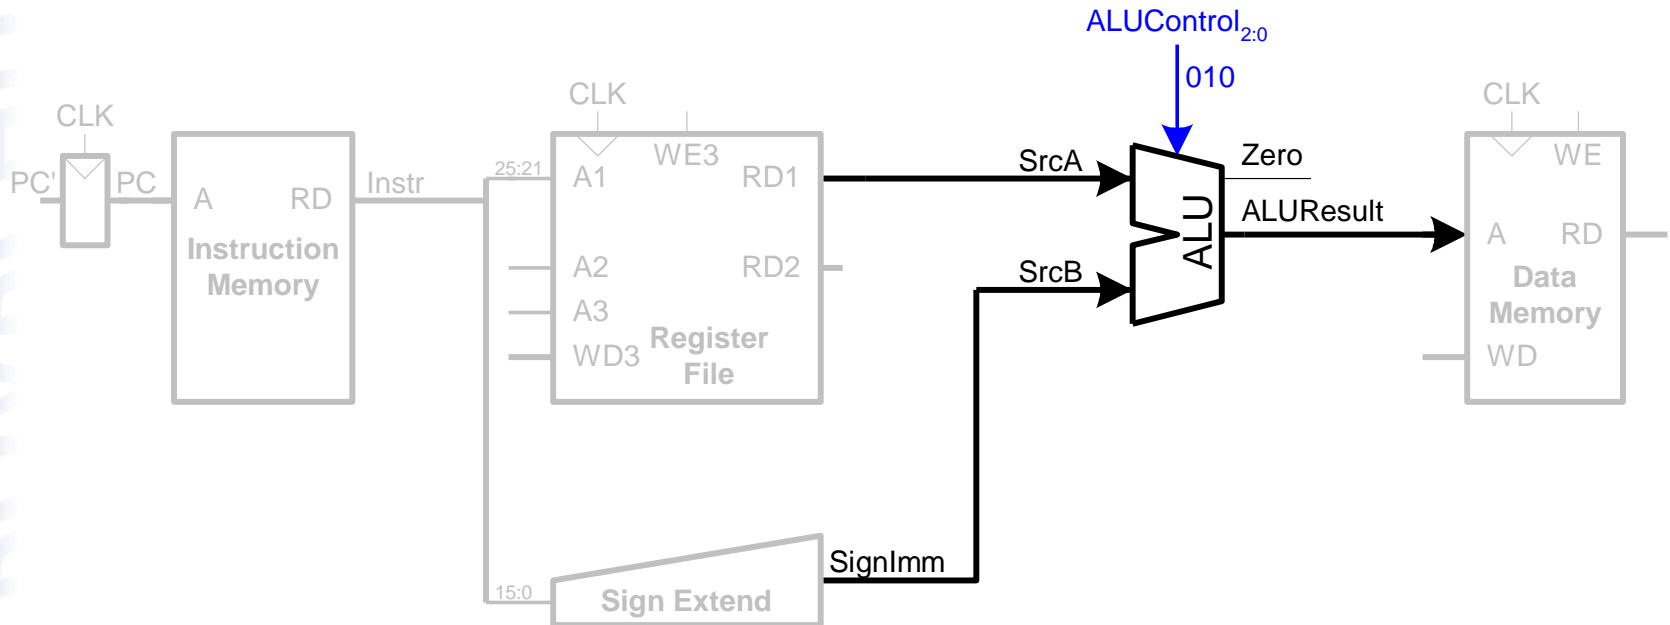 ALUControl2:0
010
CLK
PC'
PC
A
RD
Instruction
Memory
Instr
25:21
CLK
WE3
A1
RD1
A2
RD2
A3
WD3
Register
File
SrcA
SrcB
ALU
Zero
ALUResult
CLK
WE
A
RD
Data
Memory
WD
15:0
Sign Extend
SignImm